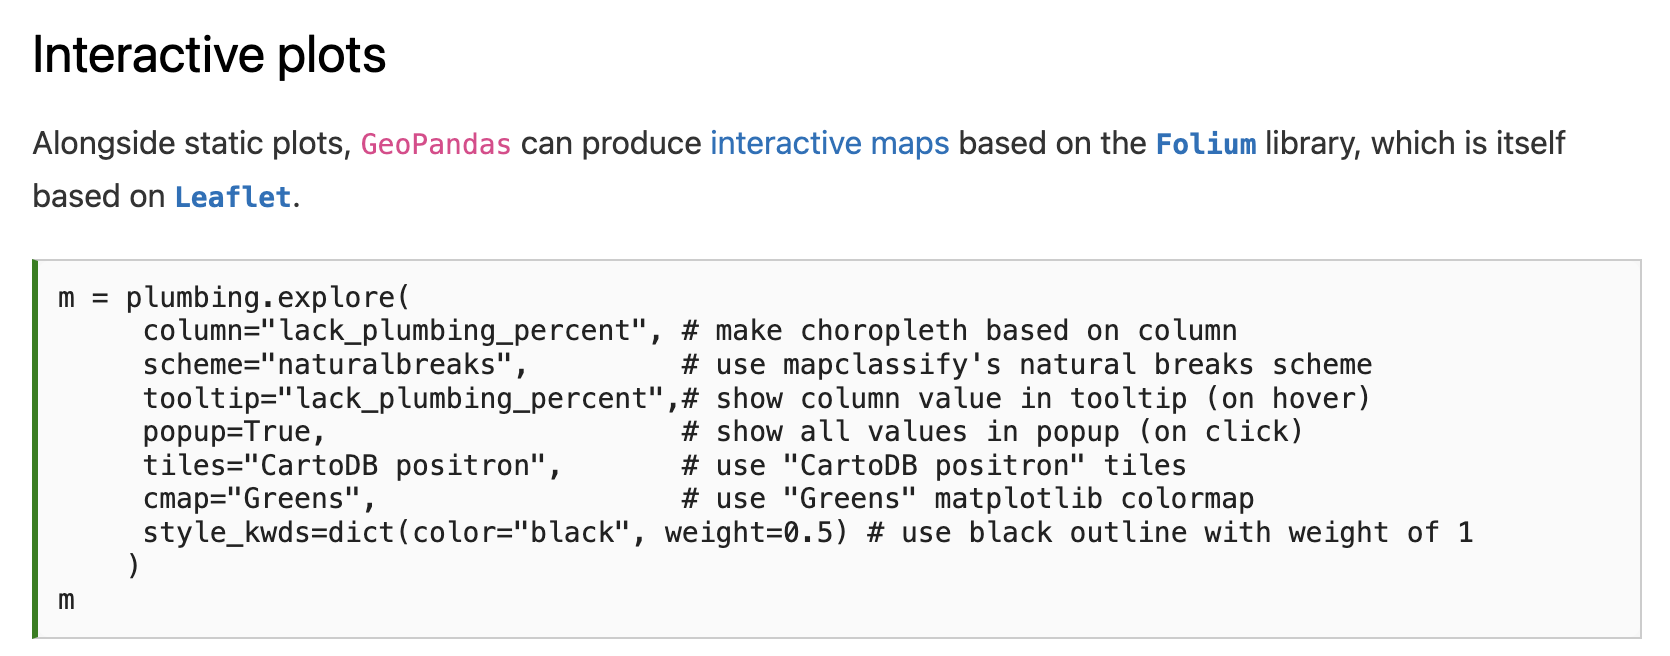 Interactive plots
Alongside static plots, GeoPandas can produce interactive maps based on the Folium library, which is itself
based on Leaflet.
m = plumbing.explore(
     column="lack_plumbing_percent", # make choropleth based on column
     scheme="naturalbreaks",         # use mapclassify's natural breaks scheme
     tooltip="lack_plumbing_percent",# show column value in tooltip (on hover)
     popup=True,                     # show all values in popup (on click)
     tiles="CartoDB positron",       # use "CartoDB positron" tiles
     cmap="Greens",                  # use "Greens" matplotlib colormap
     style_kwds=dict(color="black", weight=0.5) # use black outline with weight of 1
    )
m